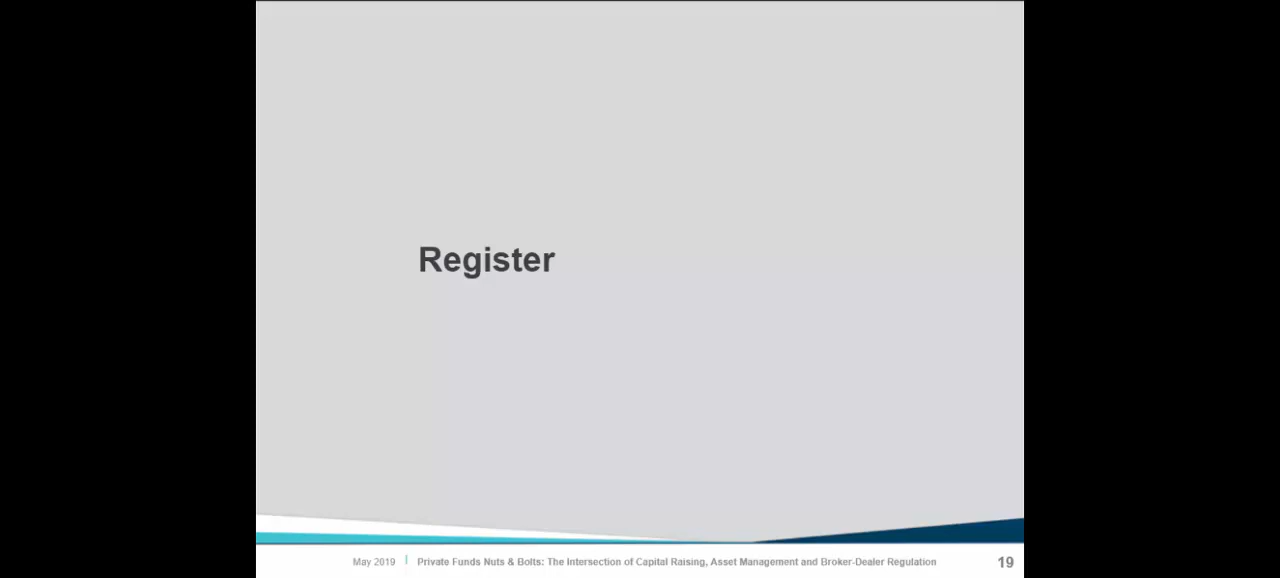 Register
May 2019 | Private Funds Nuts & Bolts: The Intersection of Capital Raising, Asset Management and Broker-Dealer Regulation 19